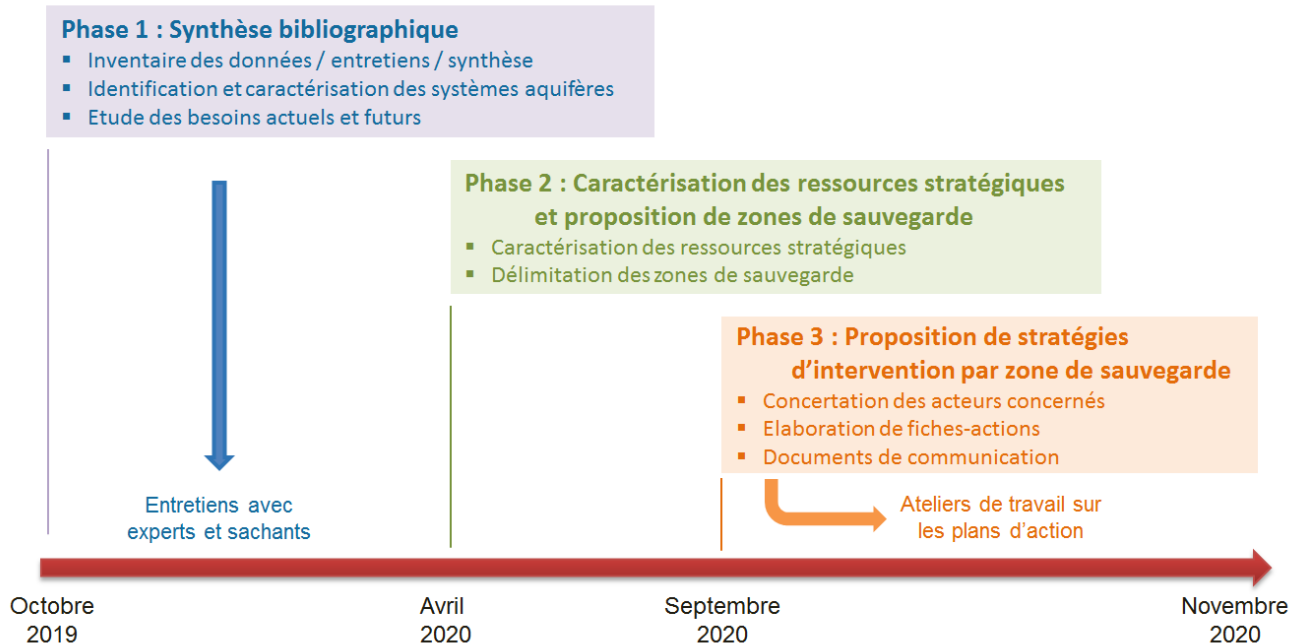 Phase 1 : Synthèse bibliographique
▪ Inventaire des données / entretiens / synthèse
▪ Identification et caractérisation des systèmes aquifères
▪ Etude des besoins actuels et futurs
Phase 2 : Caractérisation des ressources stratégiques
et proposition de zones de sauvegarde
▪ Caractérisation des ressources stratégiques
▪ Délimitation des zones de sauvegarde
Phase 3 : Proposition de stratégies
d’intervention par zone de sauvegarde
▪ Concertation des acteurs concernés
▪ Elaboration de fiches-actions
▪ Documents de communication
Entretiens avec
experts et sachants
Ateliers de travail sur
les plans d’action
Octobre
2019
Avril
2020
Septembre
2020
Novembre
2020